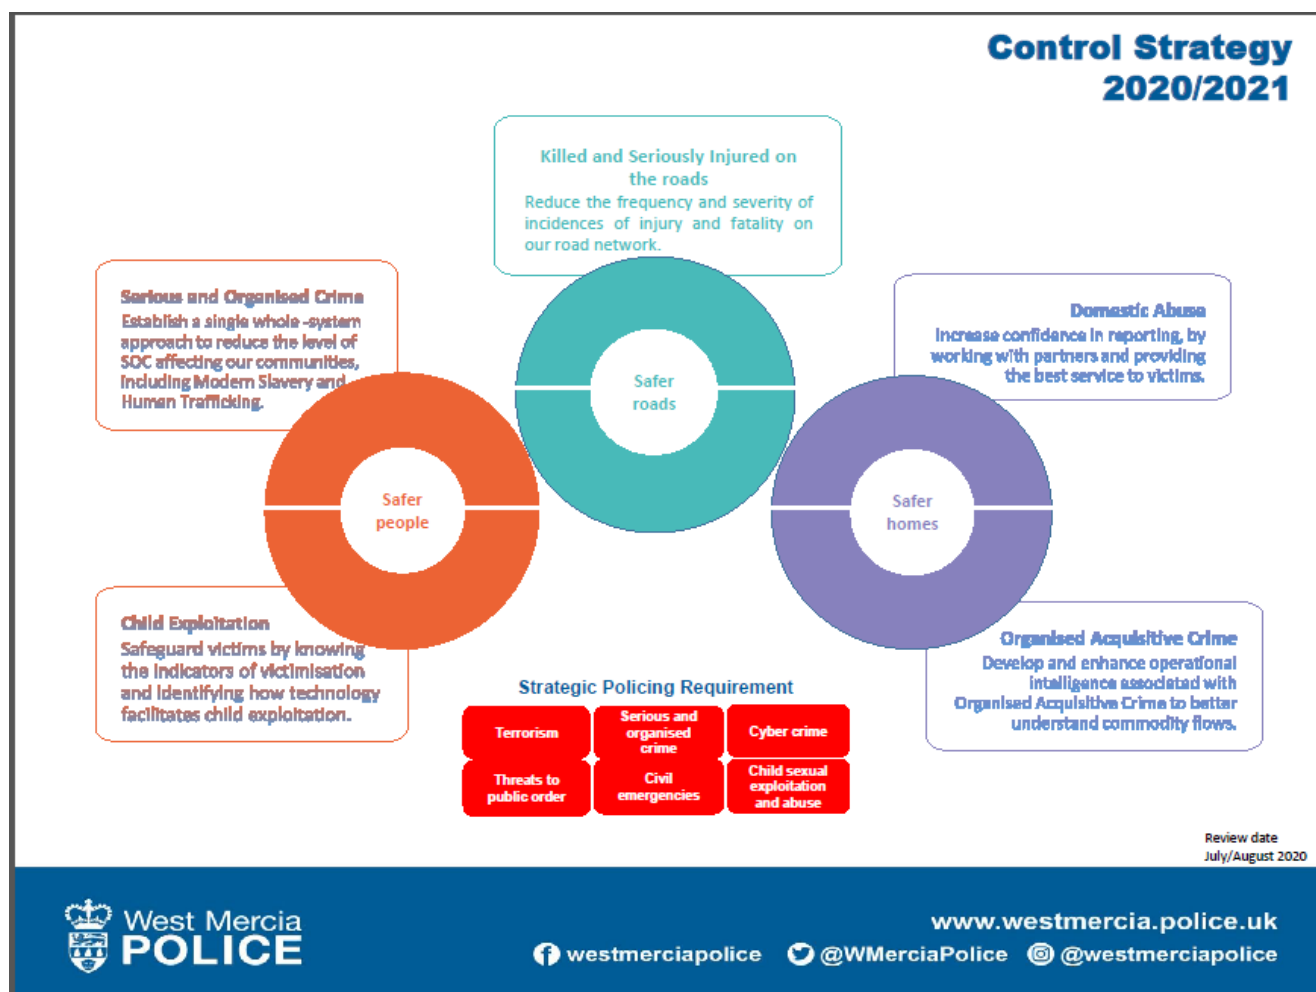 Control Strategy
2020/2021
Killed and Seriously Injured on
the roads
Reduce the frequency and severity of
incidences of injury and fatality on
our road network.
Serious and Organised Crime
Establish a single whole -system
approach to reduce the level of
SOC affecting our communities,
including Modern Slavery and
Human Trafficking.
Domestic Abuse
Increase confidence in reporting, by
working with partners and providing
the best service to victims.
Safer
roads
Safer
people
Safer
homes
Child Exploitation
Safeguard victims by knowing
the indicators of victimisation
and identifying how technology
facilitates child exploitation.
Organised Acquisitive Crime
Develop and enhance operational
intelligence associated with
Organised Acquisitive Crime to better
understand commodity flows.
Strategic Policing Requirement
Terrorism
Serious and
organised
crime
Cyber crime
Threats to
public order
Civil
emergencies
Child sexual
exploitation
and abuse
Review date
July/August 2020
West Mercia
POLICE
www.westmercia.police.uk
westmerciapolice @WMerciaPolice @westmerciapolice